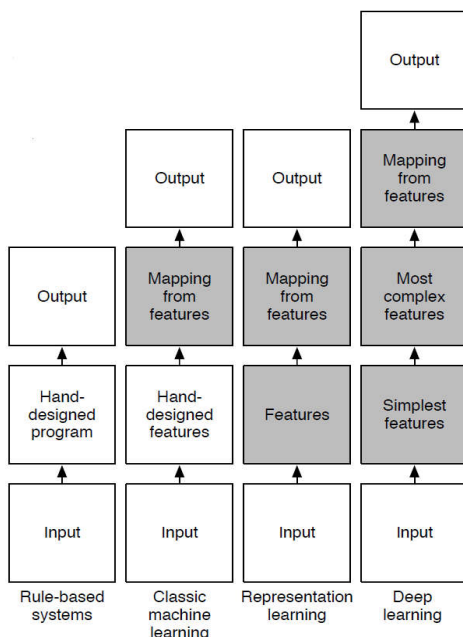 Output
Output
Output
Mapping
from
features
Output
Mapping
from
features
Mapping
from
features
Most
complex
features
Hand-
designed
program
Hand-
designed
features
Features
Simplest
features
Input
Input
Input
Input
Rule-based
systems
Classic
machine
learning
Representation
learning
Deep
learning